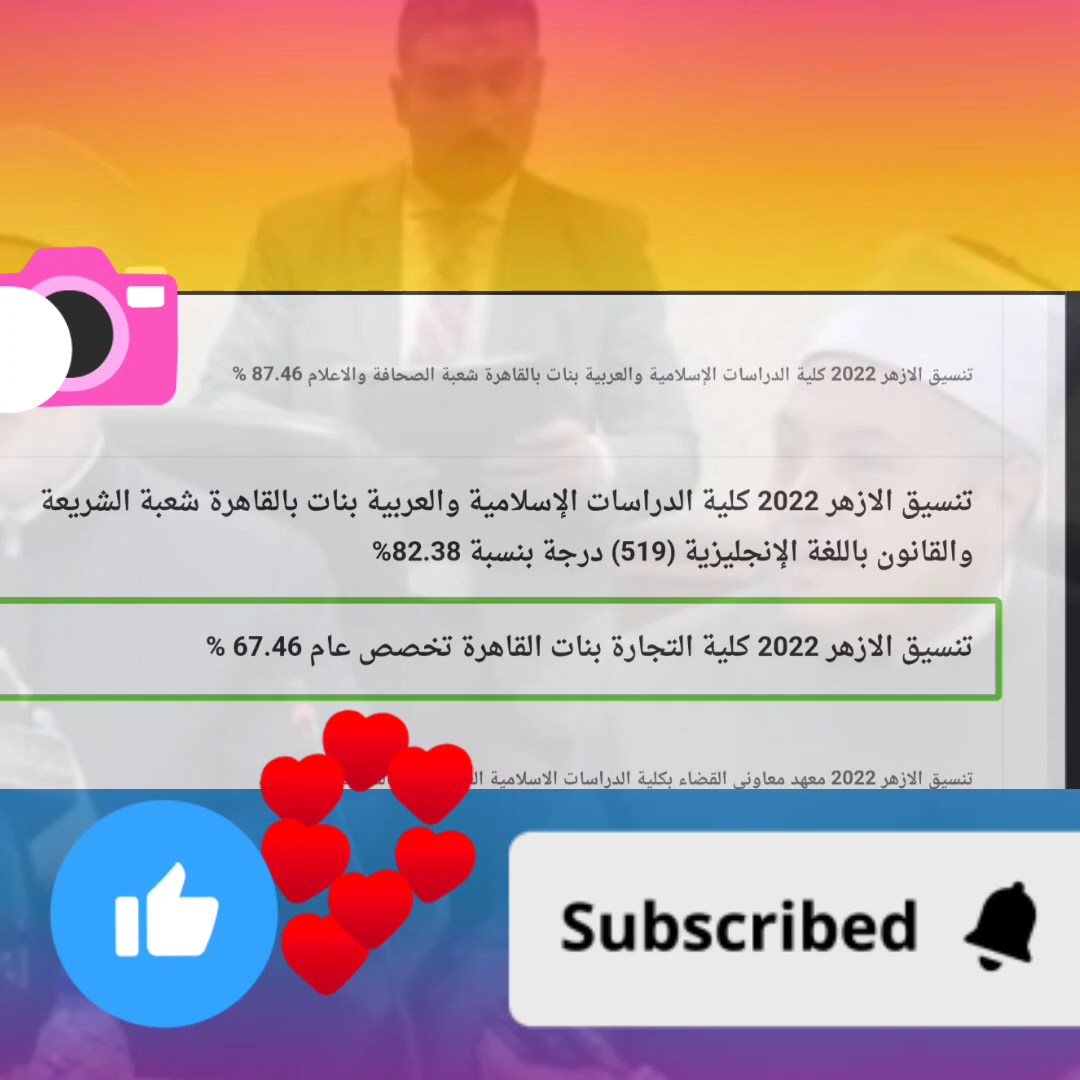 تنسيق الازهر 2022 كلية الدراسات الإسلامية والعربية بنات بالقاهرة شعبة الصحافة والاعلام 87.46 %
تنسيق الازهر 2022 كلية الدراسات الإسلامية والعربية بنات بالقاهرة شعبة الشريعة
والقانون باللغة الإنجليزية (519) درجة بنسبة 82.38%
تنسيق الازهر 2022 كلية التجارة بنات القاهرة تخصص عام 67.46 %
تنسيق الازهر 2022 معهد معاوني القضاء بكلية الدراسات الاسلامية
Subscribed